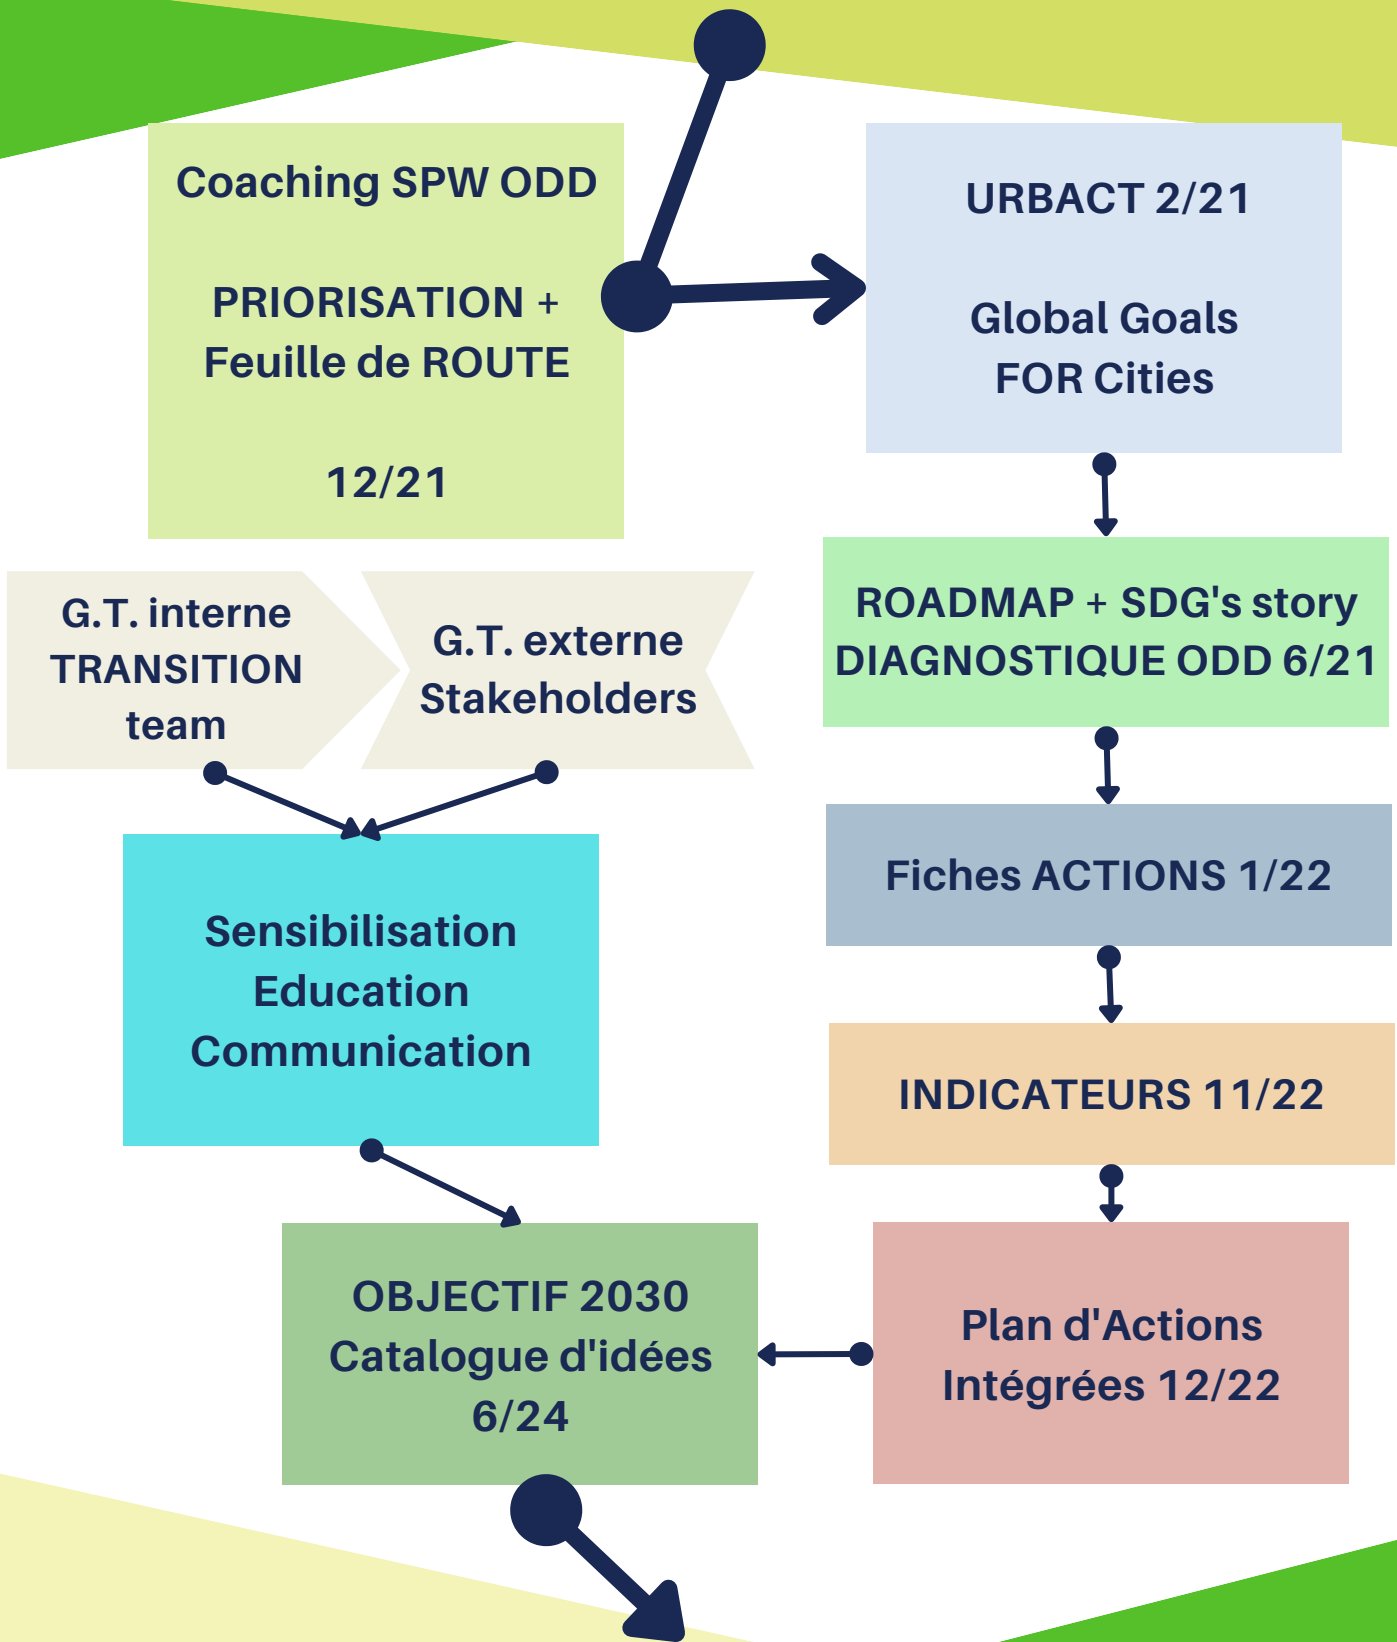 Coaching SPW ODD
PRIORISATION +
Feuille de ROUTE
12/21
URBACT 2/21
Global Goals
FOR Cities
ROADMAP + SDG's story
DIAGNOSTIQUE ODD 6/21
G.T. interne
TRANSITION
team
G.T. externe
Stakeholders
Fiches ACTIONS 1/22
Sensibilisation
Education
Communication
INDICATEURS 11/22
OBJECTIF 2030
Catalogue d'idées
6/24
Plan d'Actions
Intégrées 12/22